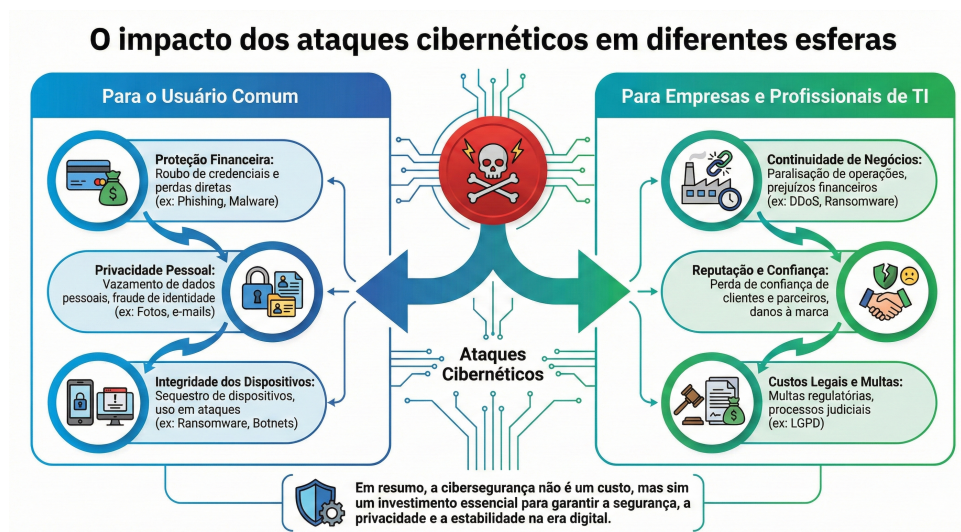 O impacto dos ataques cibernéticos em diferentes esferas
Para o Usuário Comum
Proteção Financeira:
Roubo de credenciais e
perdas diretas
(ex: Phishing, Malware)
Privacidade Pessoal:
Vazamento de dados
pessoais, fraude de identidade
(ex: Fotos, e-mails)
Integridade dos Dispositivos:
Sequestro de dispositivos,
uso em ataques
(ex: Ransomware, Botnets)
Ataques
Cibernéticos
Para Empresas e Profissionais de TI
Continuidade de Negócios:
Paralisação de operações,
prejuízos financeiros
(ex: DDoS, Ransomware)
Reputação e Confiança:
Perda de confiança de
clientes e parceiros,
danos à marca
Custos Legais e Multas:
Multas regulatórias,
processos judiciais
(ex: LGPD)
Em resumo, a cibersegurança não é um custo, mas sim
um investimento essencial para garantir a segurança, a
privacidade e a estabilidade na era digital.